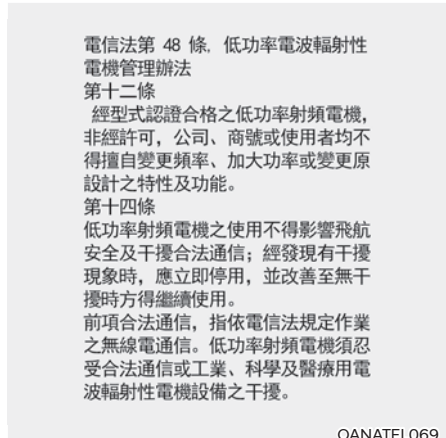 電信法第 48 條, 低功率電波輻射性
電機管理辦法
第十二條
經型式認證合格之低功率射頻電機,
非經許可，公司、商號或使用者均不
得擅自變更頻率、加大功率或變更原
設計之特性及功能。
第十四條
低功率射頻電機之使用不得影響飛航
安全及干擾合法通信；經發現有干擾
現象時，應立即停用，並改善至無干
擾時方得繼續使用。
前項合法通信，指依電信法規定作業
之無線電通信。低功率射頻電機須忍
受合法通信或工業、科學及醫療用電
波輻射性電機設備之干擾。
OANATEL069